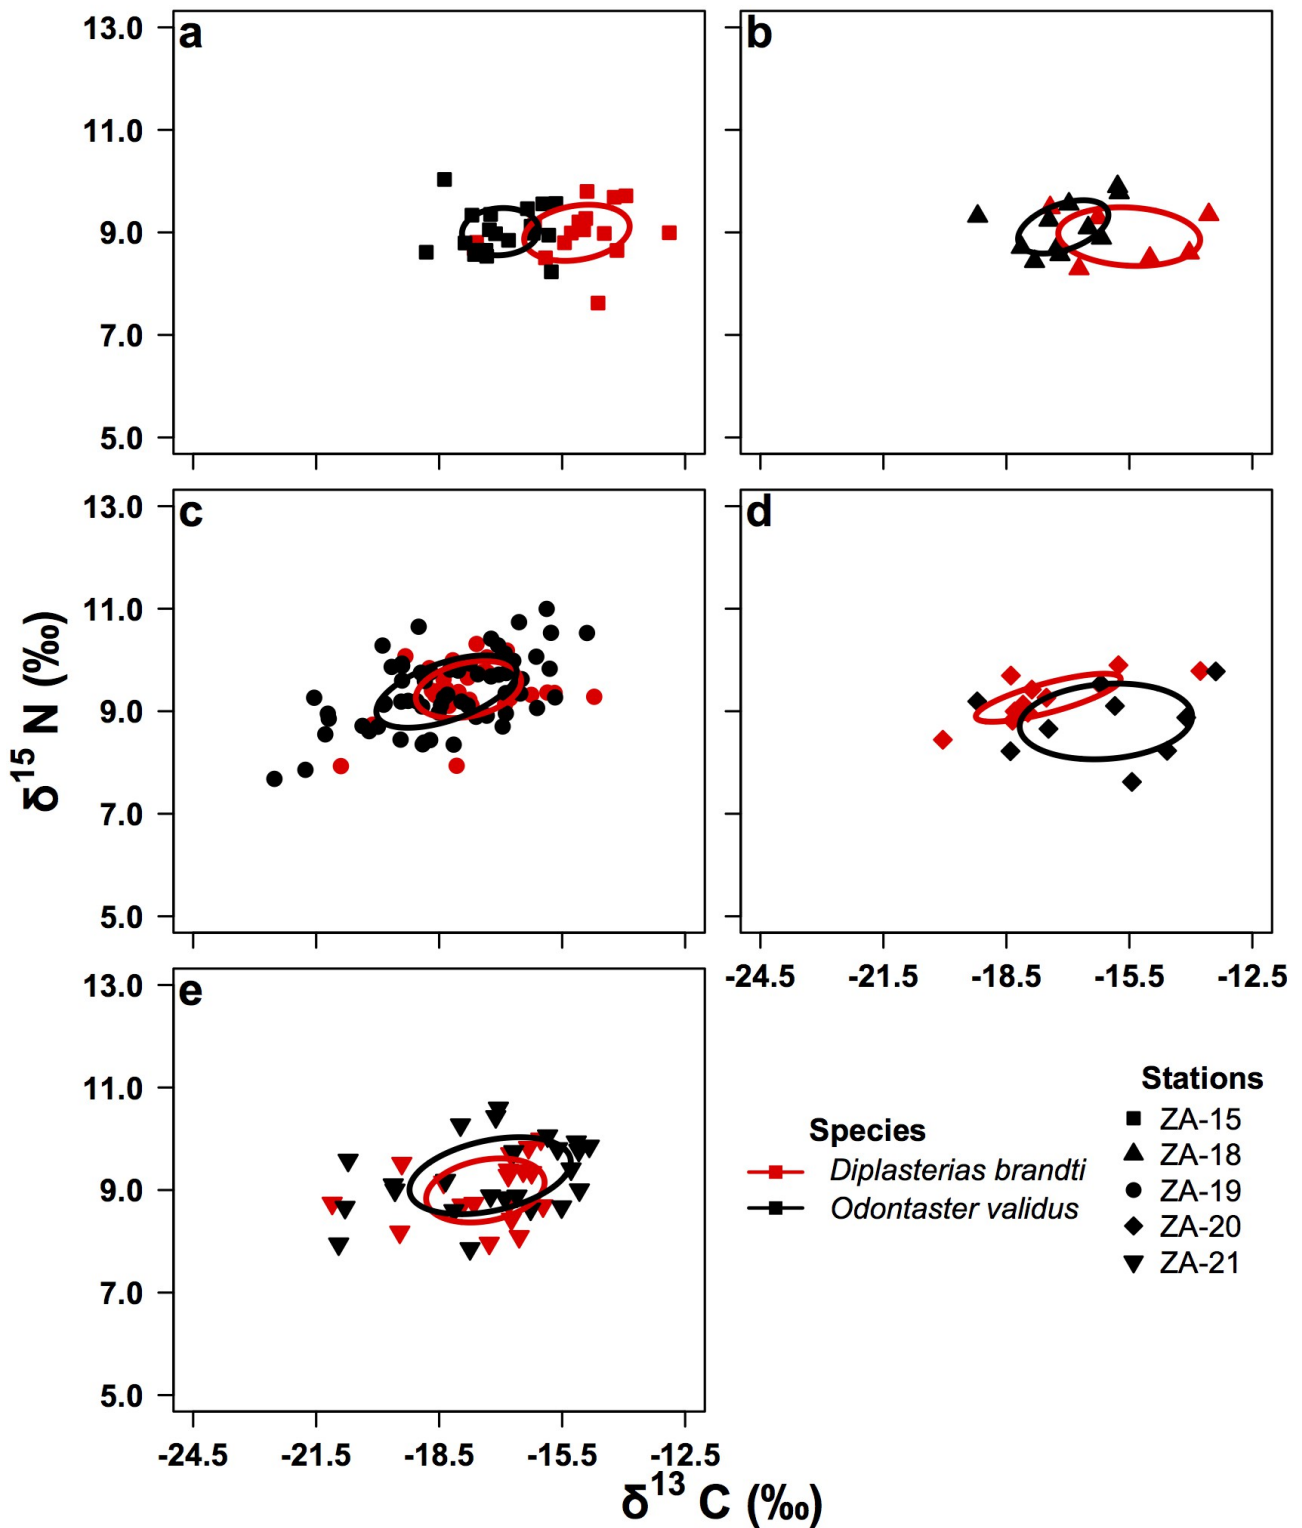 a
13.0
11.0
9.0
7.0
5.0
b
c
13.0
11.0
9.0
7.0
5.0
d
-24.5 -21.5 -18.5 -15.5 -12.5
e
13.0
11.0
9.0
7.0
5.0
-24.5 -21.5 -18.5 -15.5 -12.5
δ15 N (‰)
δ13 C (‰)
Species
Diplasterias brandti
Odontaster validus
Stations
ZA-15
ZA-18
ZA-19
ZA-20
ZA-21